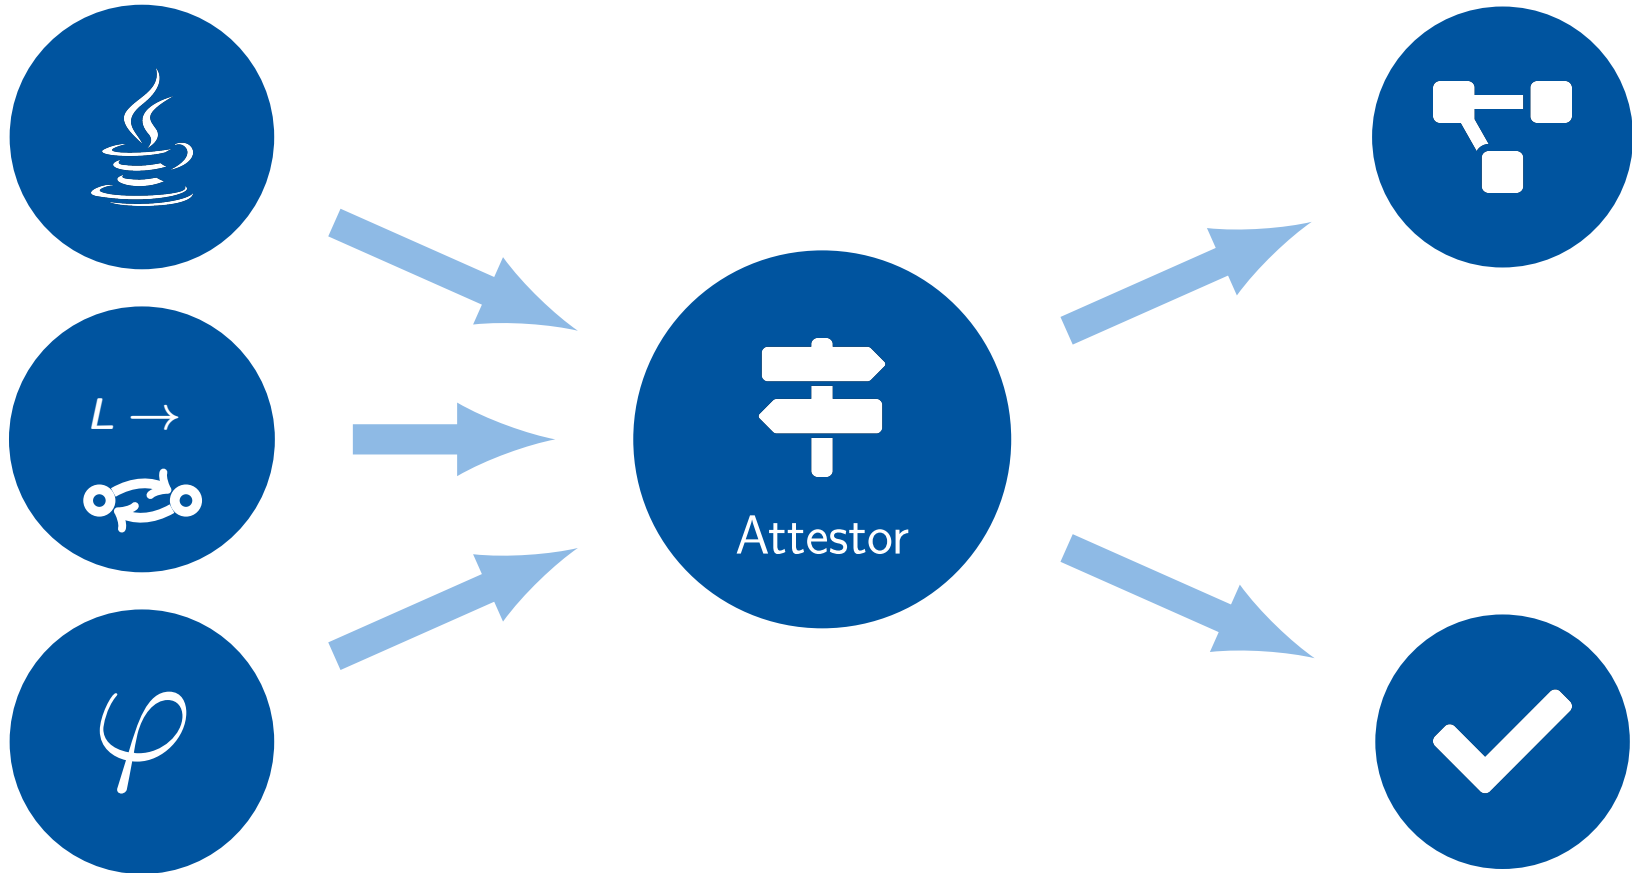 L →
φ
Attestor